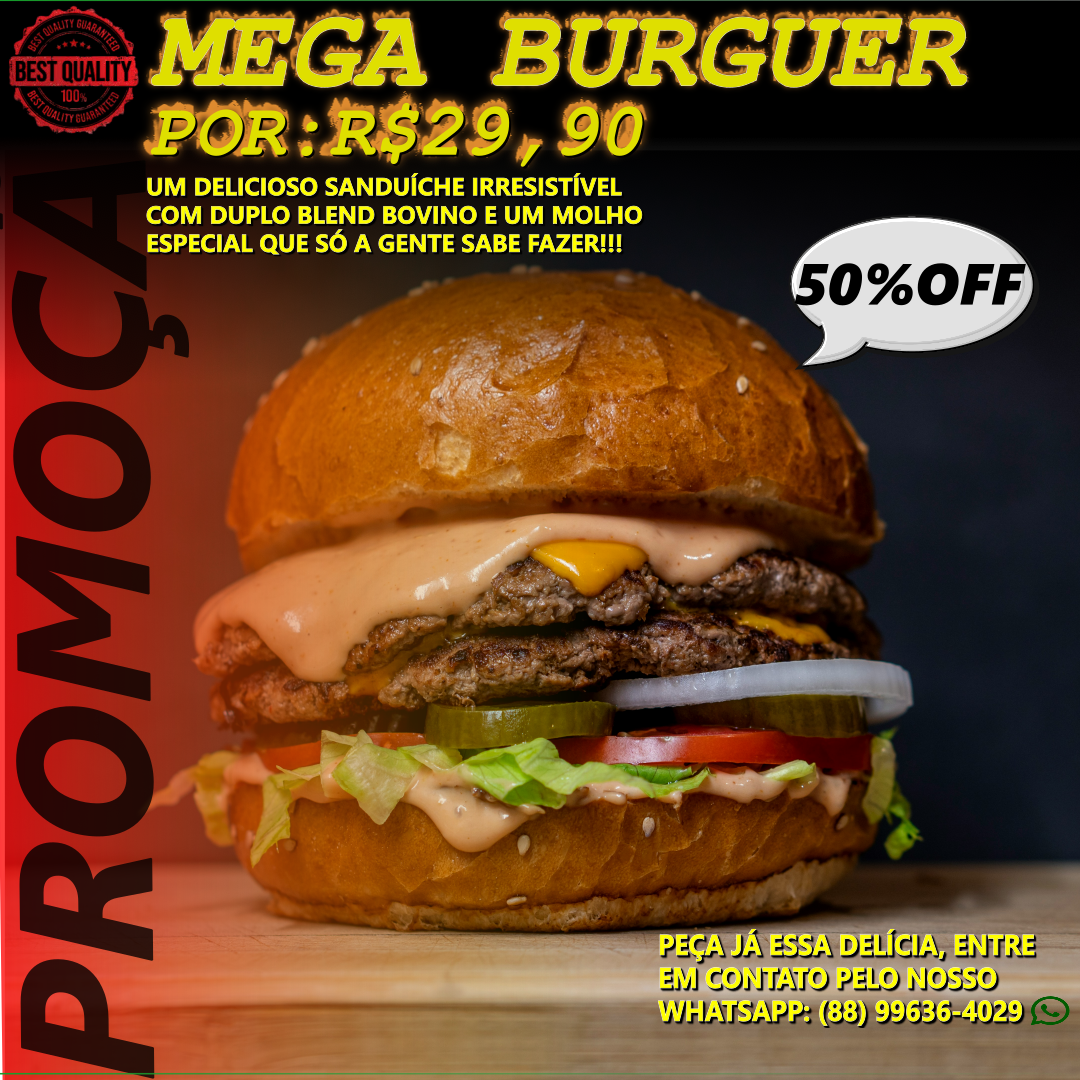 BEST QUALITY GUARANTEED
BEST QUALITY
100%
BEST QUALITY GUARANTEED
MEGA BURGUER
POR:R$29,90
UM DELICIOSO SANDUÍCHE IRRESISTÍVEL
COM DUPLO BLEND BOVINO E UM MOLHO
ESPECIAL QUE SÓ A GENTE SABE FAZER!!!
50%OFF
PROMOÇA
PEÇA JÁ ESSA DELÍCIA, ENTRE
EM CONTATO PELO NOSSO
WHATSAPP: (88) 99636-4029